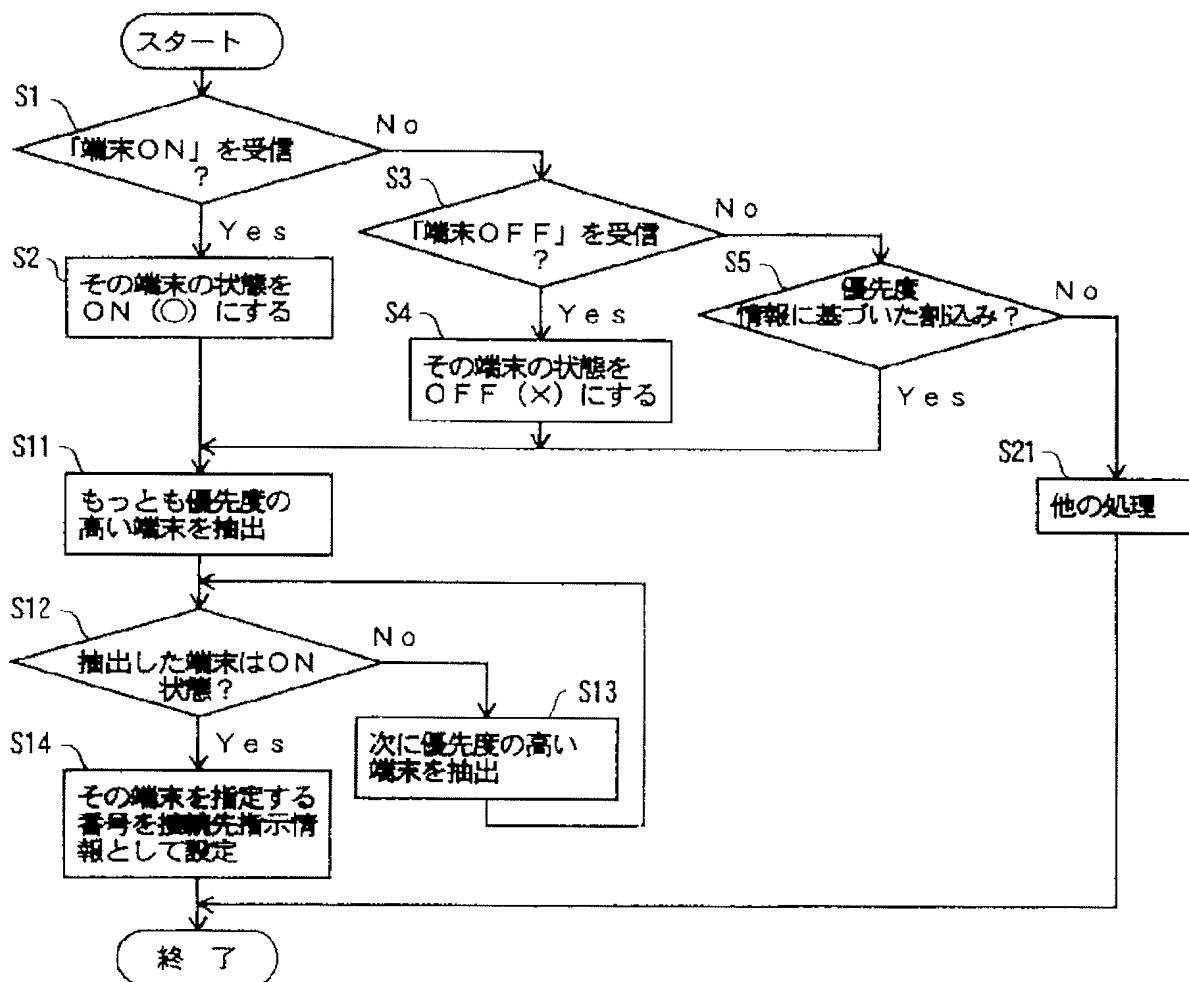 スタート
S1
「端末ON」を受信
?
No
Yes
S2
その端末の状態を
ON(○)にする
S3
「端末OFF」を受信
?
No
Yes
S4
その端末の状態を
OFF(×)にする
S5
優先度
情報に基づいた割込み?
No
Yes
S11
もっとも優先度の
高い端末を抽出
S21
他の処理
S12
抽出した端末はON
状態?
No
Yes
S13
次に優先度の高い
端末を抽出
S14
その端末を指定する
番号を接続先指示情
報として設定
終 了